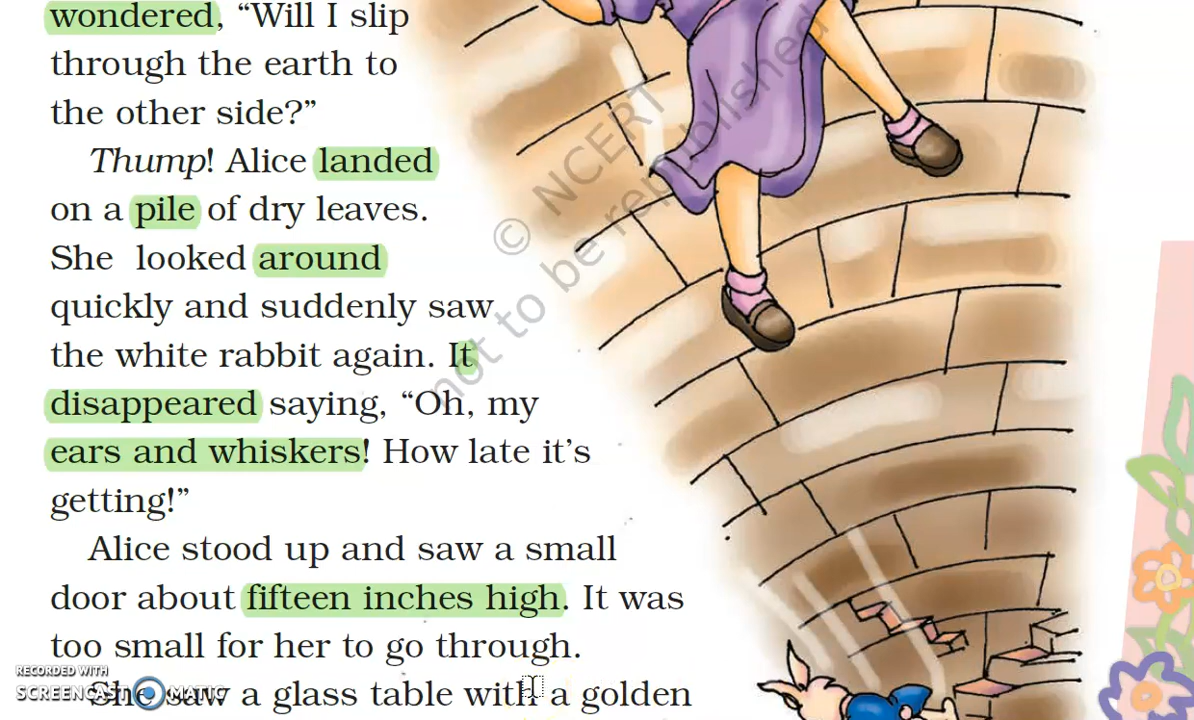 wondered, “Will I slip
through the earth to
the other side?”
Thump! Alice landed
on a pile of dry leaves.
She looked around
quickly and suddenly saw
the white rabbit again. It
disappeared saying, “Oh, my
ears and whiskers! How late it’s
getting!”
Alice stood up and saw a small
door about fifteen inches high. It was
too small for her to go through.
She saw a glass table with a golden
© NCERT
not to be republished
RECORDED WITH
SCREENCAST MATIC